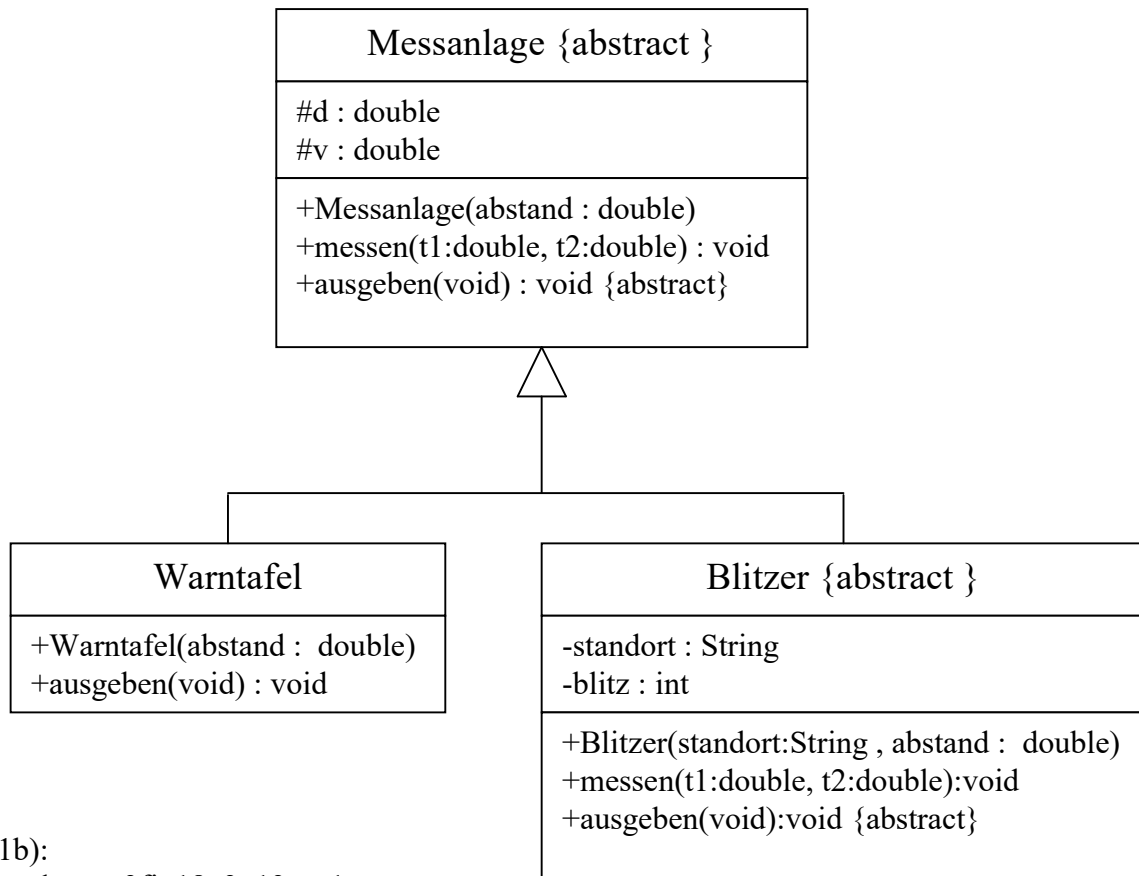 Messanlage {abstract }
#d : double
#v : double
+Messanlage(abstand : double)
+messen(t1:double, t2:double) : void
+ausgeben(void) : void {abstract}
Warntafel
+Warntafel(abstand :  double)
+ausgeben(void) : void
Blitzer {abstract }
-standort : String
-blitz : int
+Blitzer(standort:String , abstand :  double)
+messen(t1:double, t2:double):void
+ausgeben(void):void {abstract}
1b):